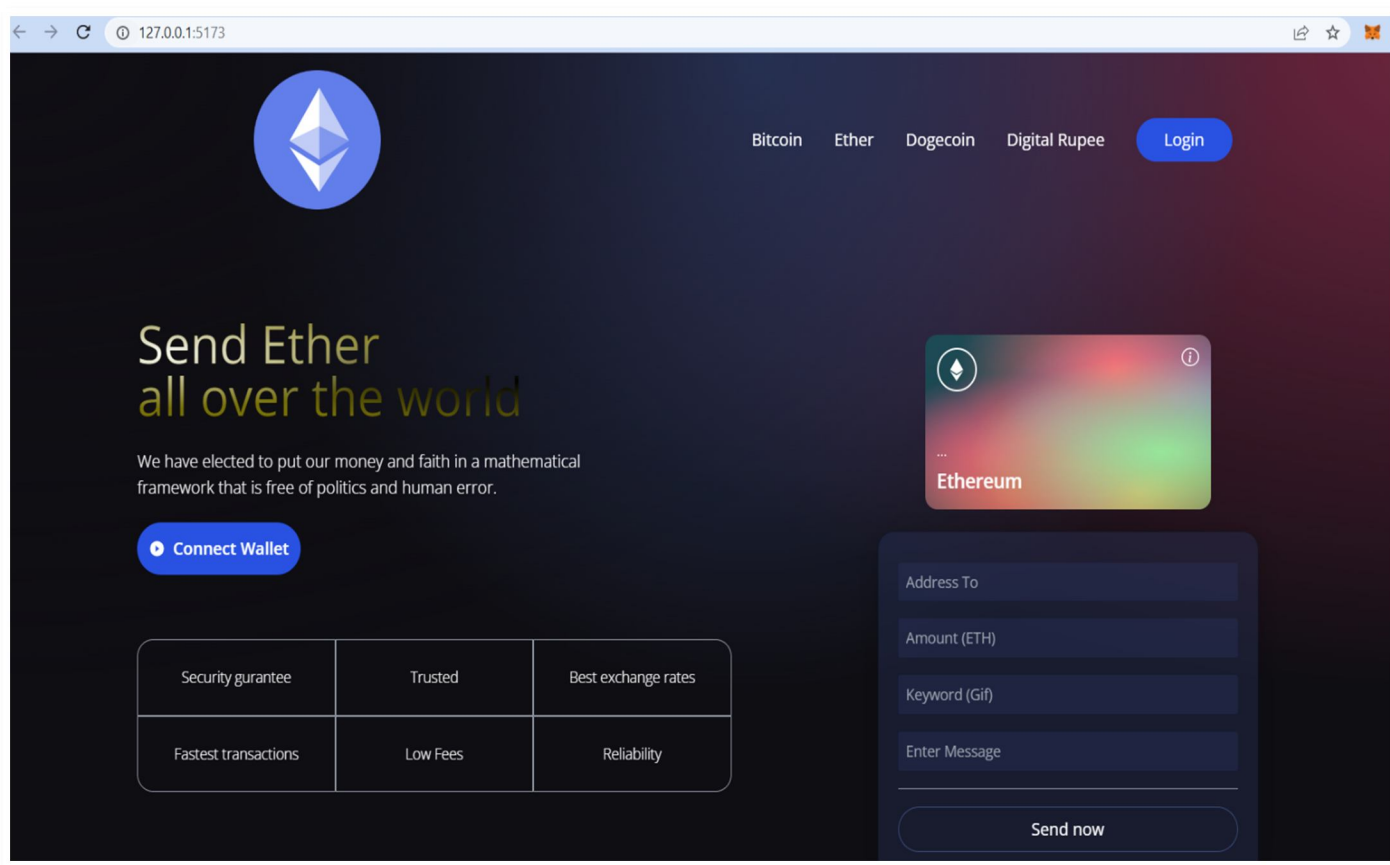 127.0.0.1:5173
Bitcoin Ether Dogecoin Digital Rupee Login
Send Ether
all over the world
We have elected to put our money and faith in a mathematical
framework that is free of politics and human error.
Connect Wallet
Security gurantee Trusted Best exchange rates
Fastest transactions Low Fees Reliability
...
Ethereum
Address To
Amount (ETH)
Keyword (Gif)
Enter Message
Send now